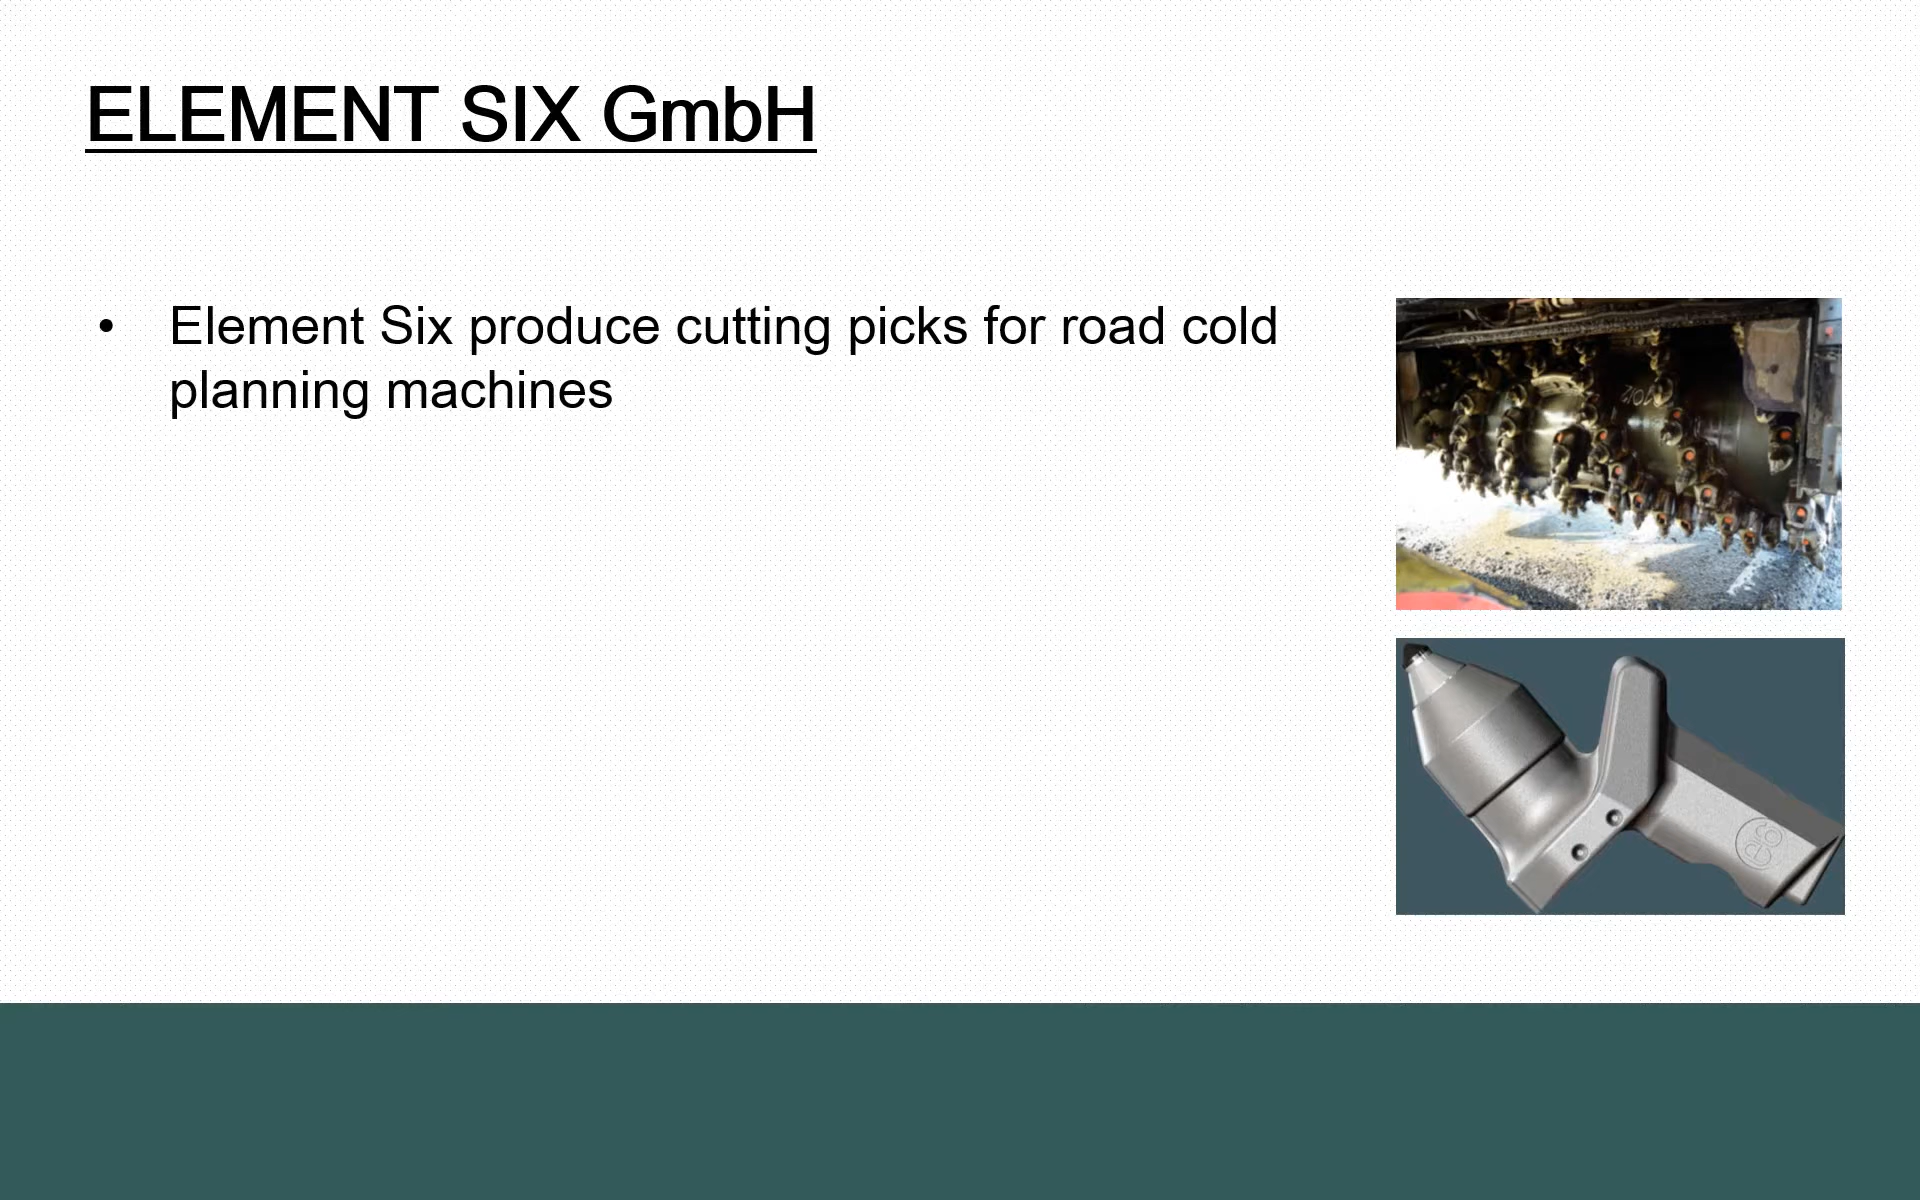 ELEMENT SIX GmbH
• Element Six produce cutting picks for road cold
planning machines